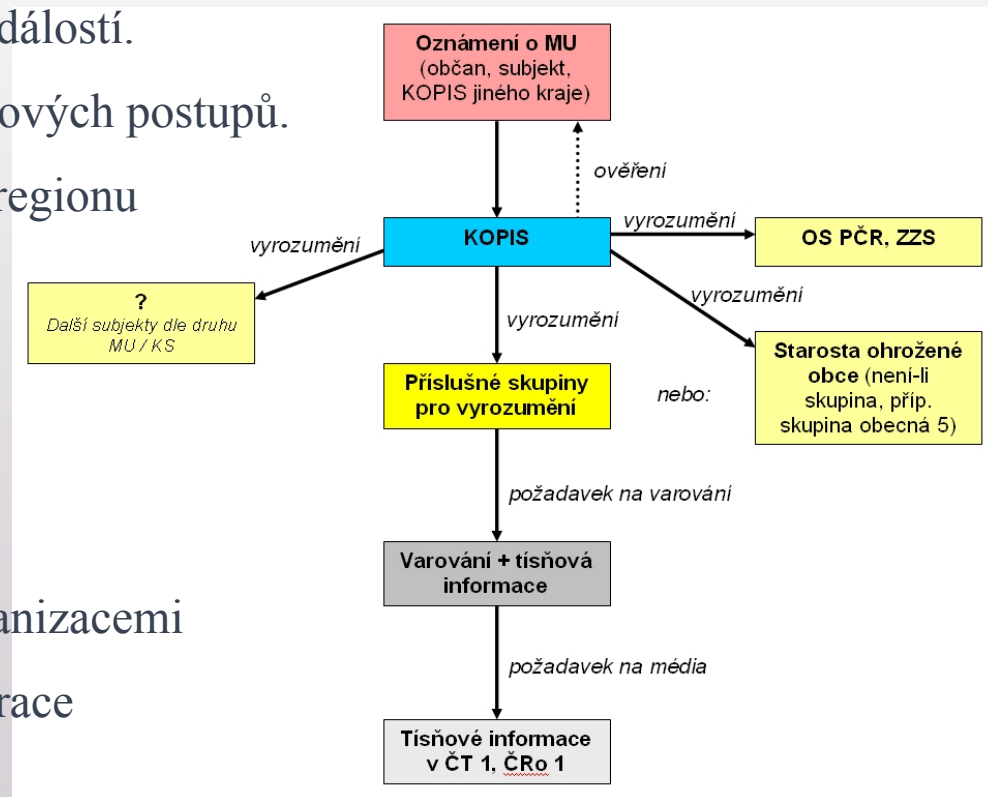 dálostí.
ových postupů.
regionu
anizacemi
race
Oznámení o MU
(občan, subjekt,
KOPIS jiného kraje)
ověření
KOPIS
vyrozumění
OS PČR, ZZS
vyrozumění
?
Další subjekty dle druhu
MU / KS
vyrozumění
vyrozumění
Starosta ohrožené
obce (není-li
skupina, příp.
skupina obecná 5)
nebo:
Příslušné skupiny
pro vyrozumění
požadavek na varování
Varování + tísňová
informace
požadavek na média
Tísňové informace
v ČT 1, ČRo 1